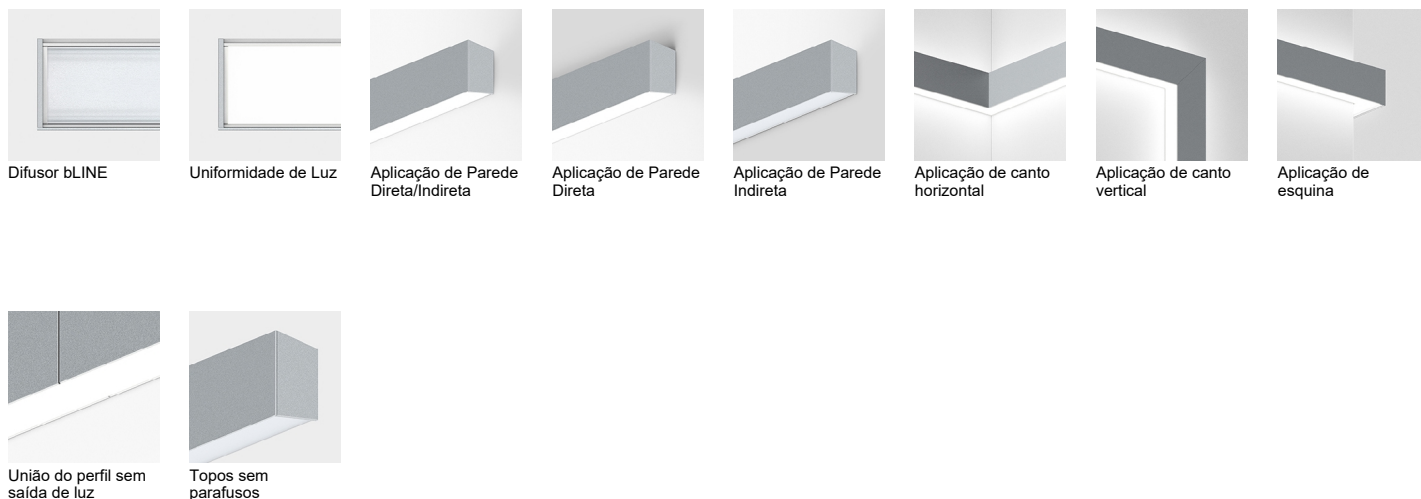 Difusor bLINE
Uniformidade de Luz
Aplicação de Parede
Direta/Indireta
Aplicação de Parede
Direta
Aplicação de Parede
Indireta
Aplicação de canto
horizontal
Aplicação de canto
vertical
Aplicação de
esquina
União do perfil sem
saída de luz
Topos sem
parafusos